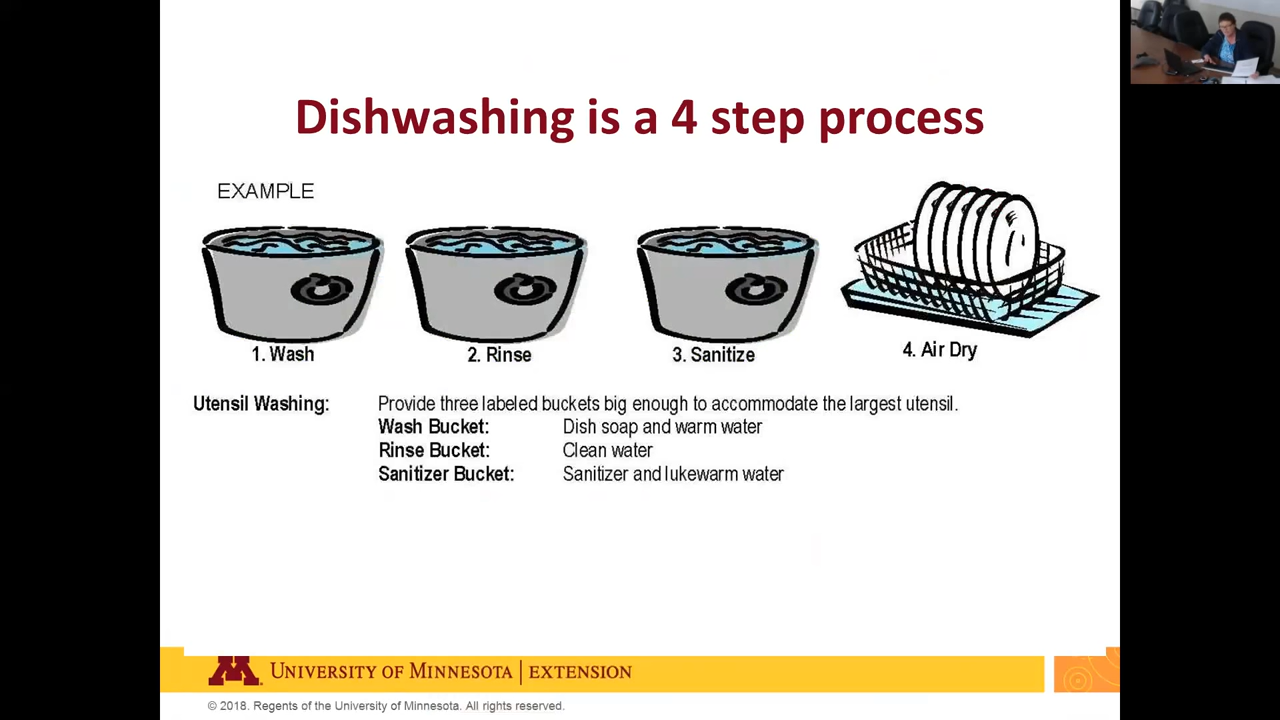 Dishwashing is a 4 step process
EXAMPLE
1. Wash
2. Rinse
3. Sanitize
4. Air Dry
Utensil Washing: Provide three labeled buckets big enough to accommodate the largest utensil.
Wash Bucket: Dish soap and warm water
Rinse Bucket: Clean water
Sanitizer Bucket: Sanitizer and lukewarm water
M UNIVERSITY OF MINNESOTA | EXTENSION
© 2018. Regents of the University of Minnesota. All rights reserved.